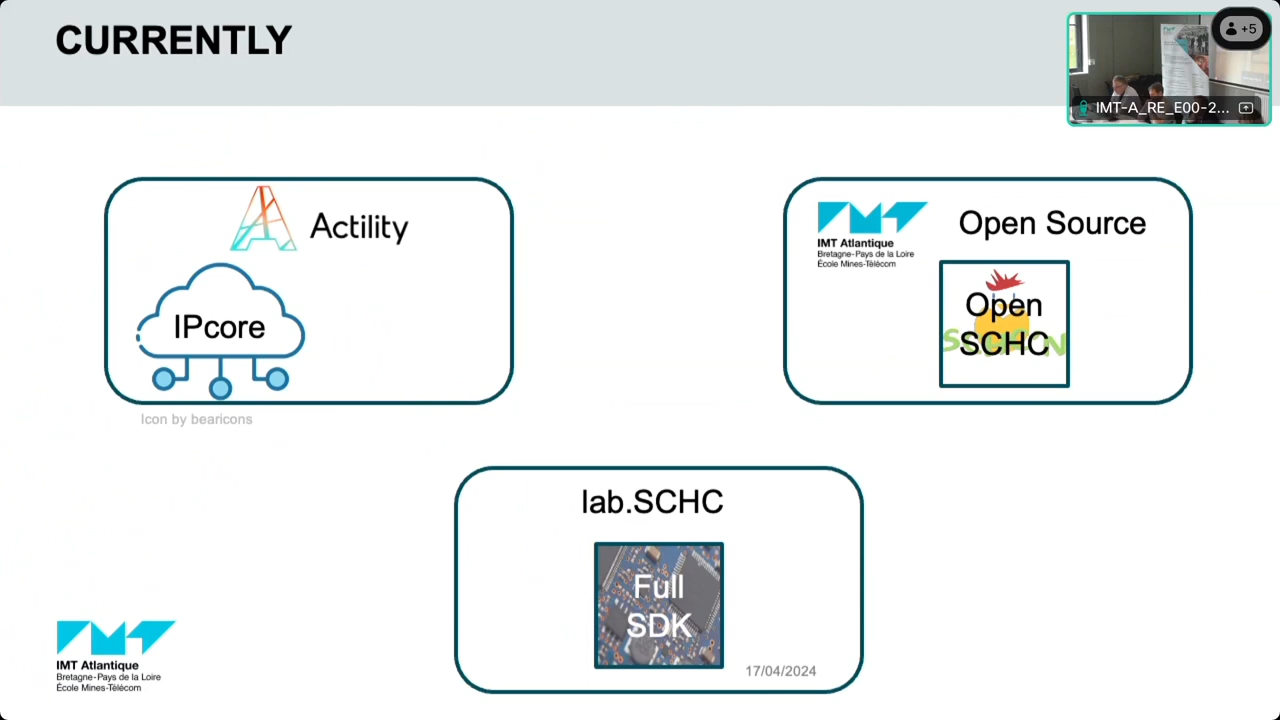 CURRENTLY
+5
IMT-A_RE_E00-2...
Actility
IPcore
Icon by bearicons
IMT Atlantique
Bretagne-Pays de la Loire
École Mines-Télécom
Open Source
Open
SCHC
lab.SCHC
Full
SDK
17/04/2024
IMT Atlantique
Bretagne-Pays de la Loire
École Mines-Télécom